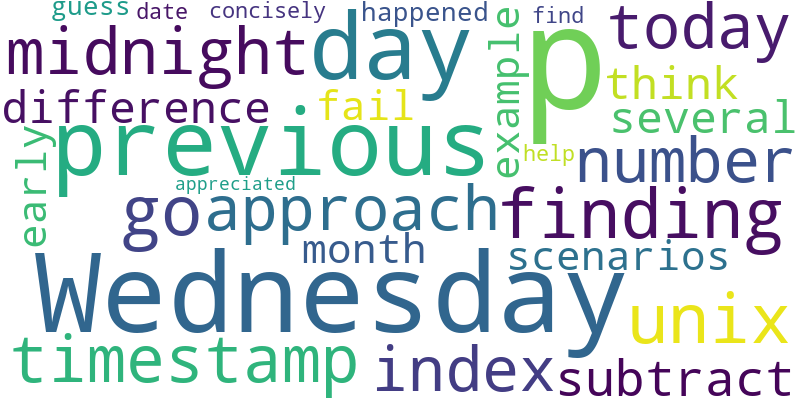 guess date concisely happened find
midnight day example p today
think
difference fail several
previous
early help number
appreciated
go approach finding
month scenarios
Wednesday unix
timestamp index subtract